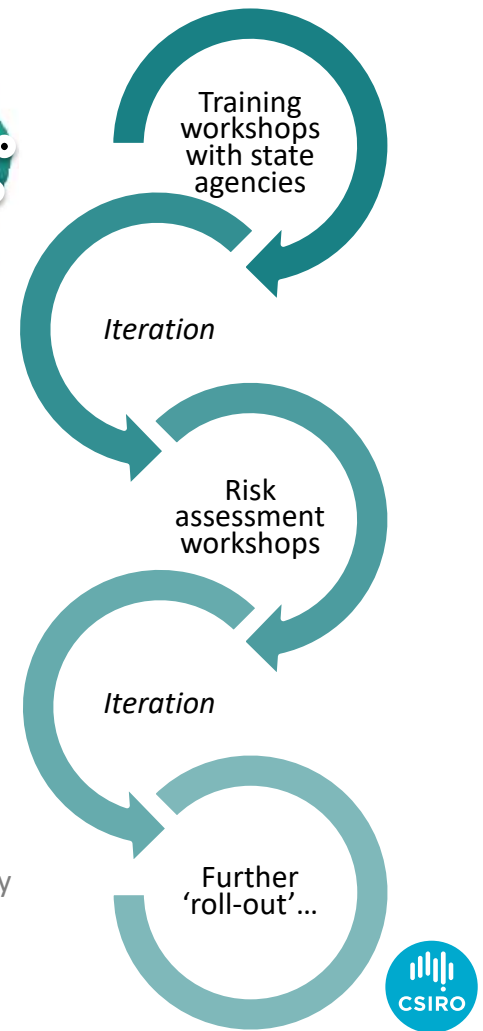 Training
workshops
with state
agencies
Iteration
Risk
assessment
workshops
Iteration
y
Further
‘roll-out’...
CSIRO